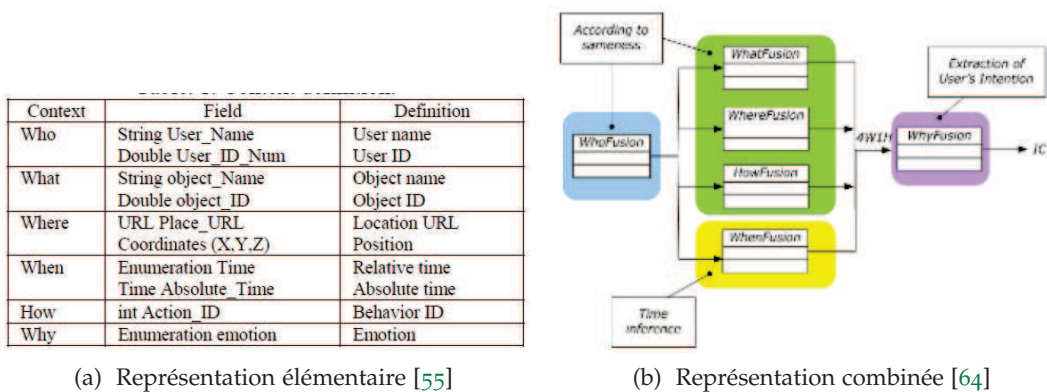 Context Field Definition
Who String User_Name User name
Double User_ID_Num User ID
What String object_Name Object name
Double object_ID Object ID
Where URL Place_URL Location URL
Coordinates (X,Y,Z) Position
When Enumeration Time Relative time
Time Absolute_Time Absolute time
How int Action_ID Behavior ID
Why Enumeration emotion Emotion
(a) Représentation élémentaire [55]
According to
sameness
WhatFusion
Extraction of
User's Intention
WhereFusion
WhoFusion
4W1H
WhyFusion
IC
HowFusion
WhenFusion
Time
inference
(b) Représentation combinée [64]